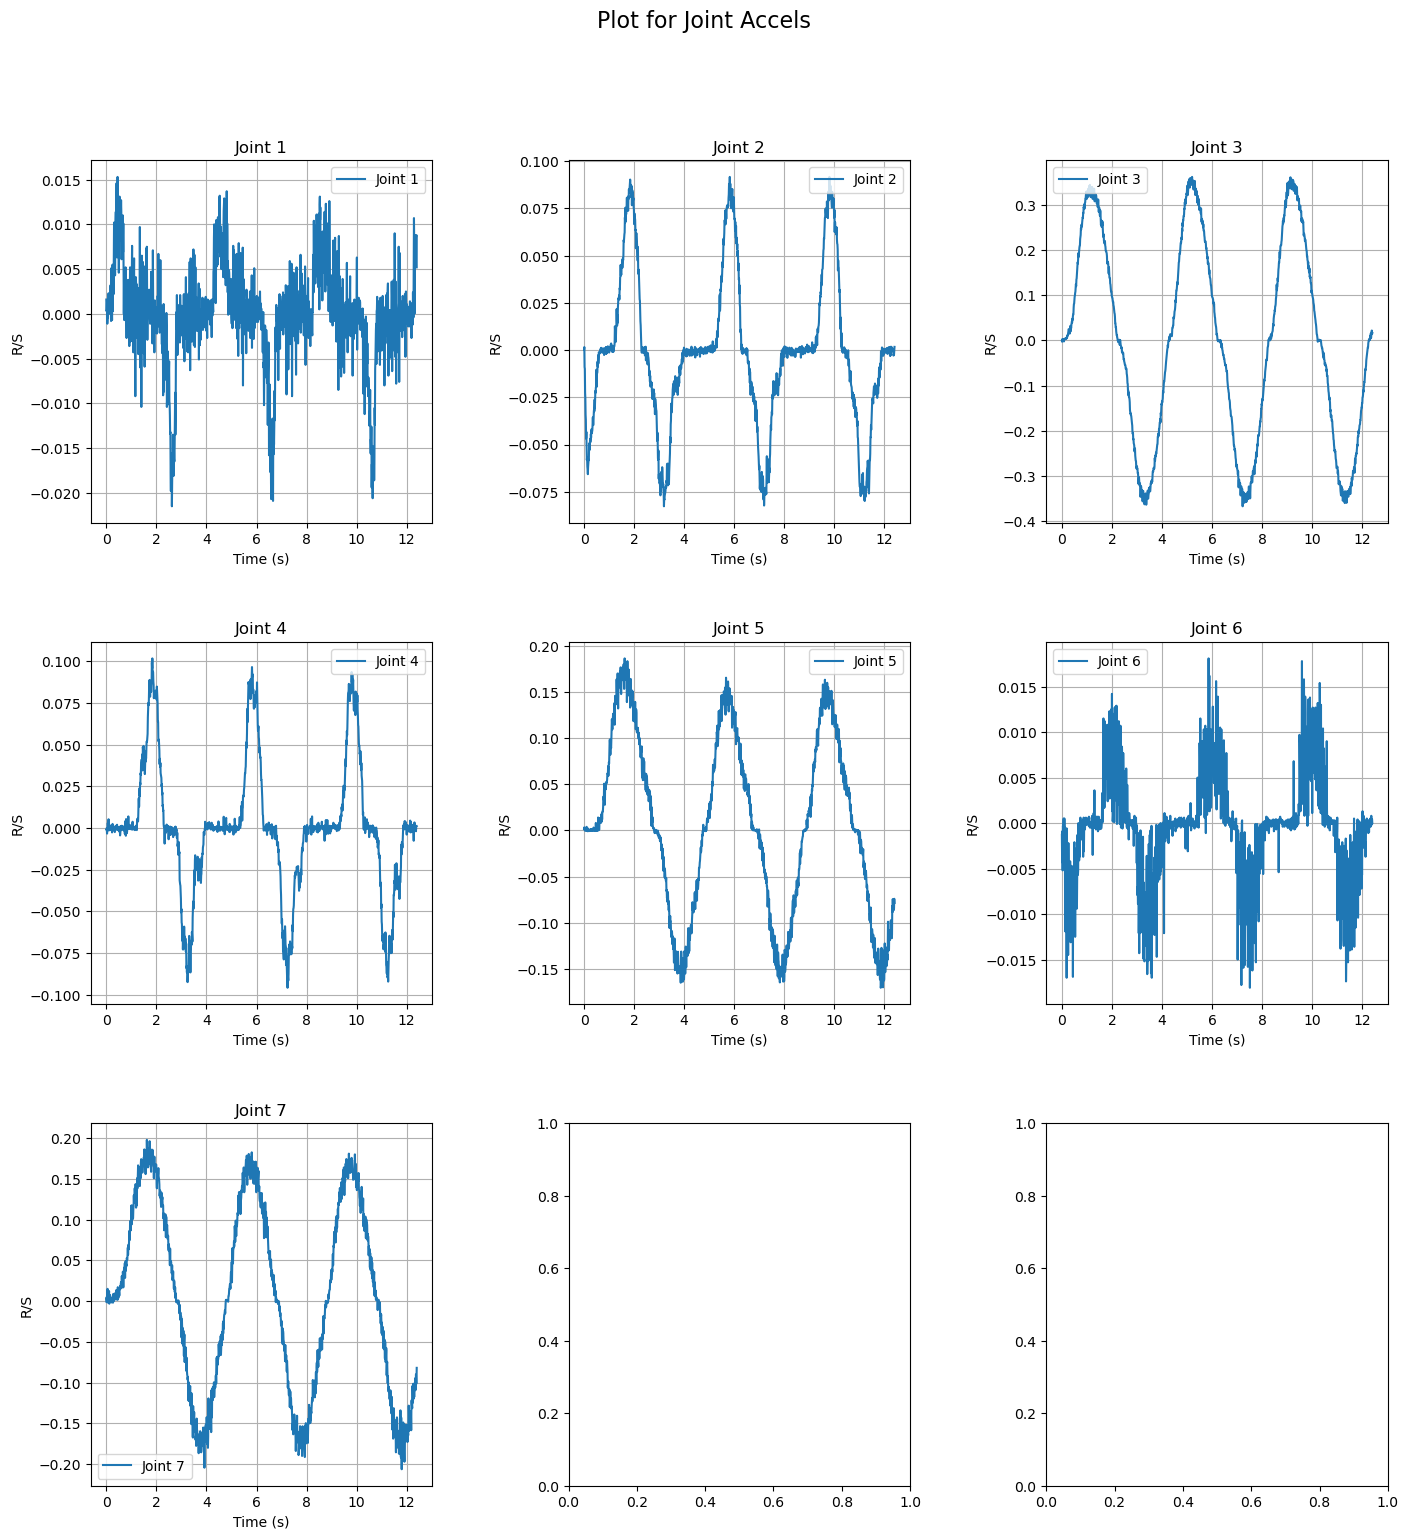 Plot for Joint Accels
Joint 1
Joint 1
0.015
0.010
0.005
0.000
−0.005
−0.010
−0.015
−0.020
R/S
0 2 4 6 8 10 12
Time (s)
Joint 2
Joint 2
0.100
0.075
0.050
0.025
0.000
−0.025
−0.050
−0.075
R/S
0 2 4 6 8 10 12
Time (s)
Joint 3
Joint 3
0.3
0.2
0.1
0.0
−0.1
−0.2
−0.3
−0.4
R/S
0 2 4 6 8 10 12
Time (s)
Joint 4
Joint 4
0.100
0.075
0.050
0.025
0.000
−0.025
−0.050
−0.075
−0.100
R/S
0 2 4 6 8 10 12
Time (s)
Joint 5
Joint 5
0.20
0.15
0.10
0.05
0.00
−0.05
−0.10
−0.15
R/S
0 2 4 6 8 10 12
Time (s)
Joint 6
Joint 6
0.015
0.010
0.005
0.000
−0.005
−0.010
−0.015
R/S
0 2 4 6 8 10 12
Time (s)
Joint 7
0.20
0.15
0.10
0.05
0.00
−0.05
−0.10
−0.15
−0.20
R/S
Joint 7
0 2 4 6 8 10 12
Time (s)
1.0
0.8
0.6
0.4
0.2
0.0
0.0 0.2 0.4 0.6 0.8 1.0
1.0
0.8
0.6
0.4
0.2
0.0
0.0 0.2 0.4 0.6 0.8 1.0